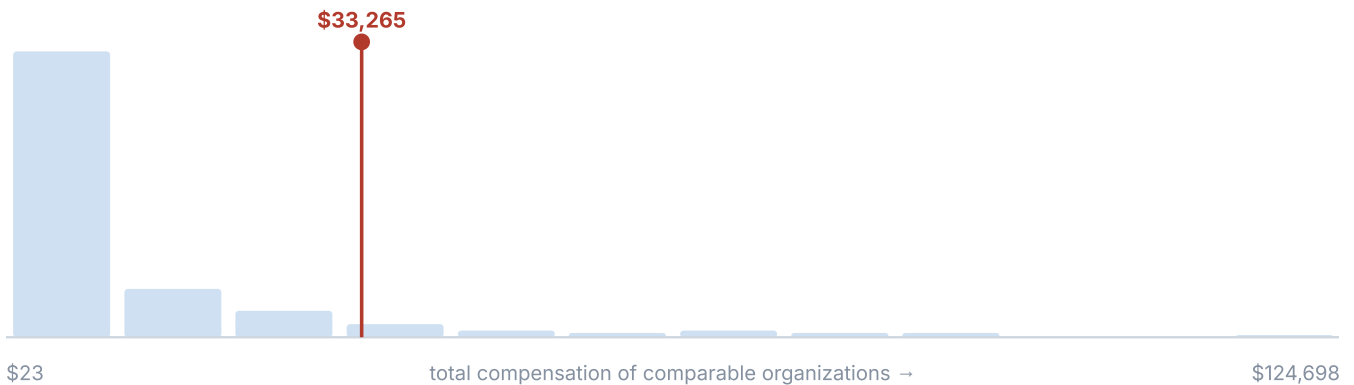 $33,265
$23 total compensation of comparable organizations → $124,698